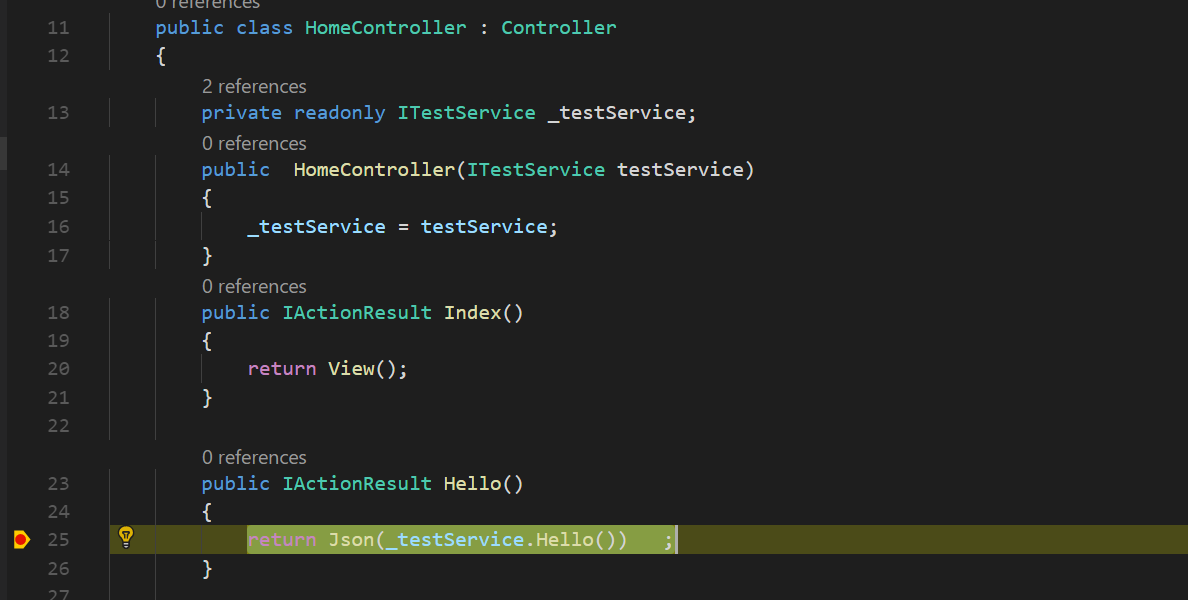 0 references
11 public class HomeController : Controller
12 {
2 references
13 private readonly ITestService _testService;
0 references
14 public  HomeController(ITestService testService)
15 {
16 _testService = testService;
17 }
0 references
18 public IActionResult Index()
19 {
20 return View();
21 }
22
0 references
23 public IActionResult Hello()
24 {
25 return Json(_testService.Hello())   ;
26 }
27